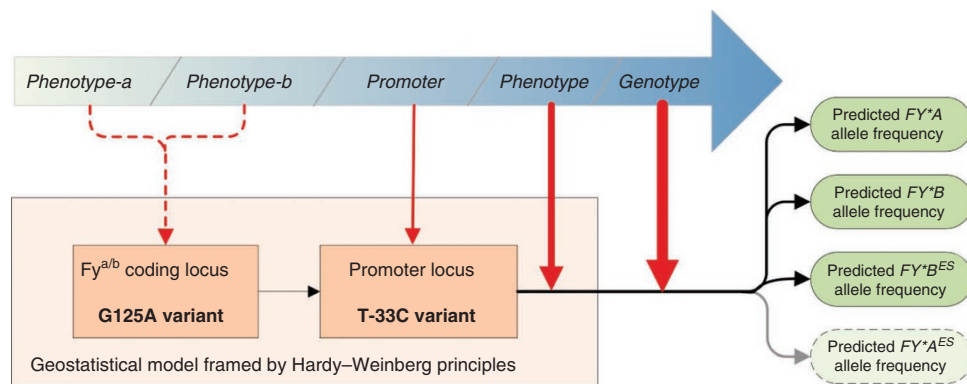 Phenotype-a
Phenotype-b
Promoter
Phenotype
Genotype
Predicted FY*A
allele frequency
Predicted FY*B
allele frequency
Fy^a/b coding locus
G125A variant
Promoter locus
T-33C variant
Predicted FY*B^ES
allele frequency
Predicted FY*A^ES
allele frequency
Geostatistical model framed by Hardy–Weinberg principles